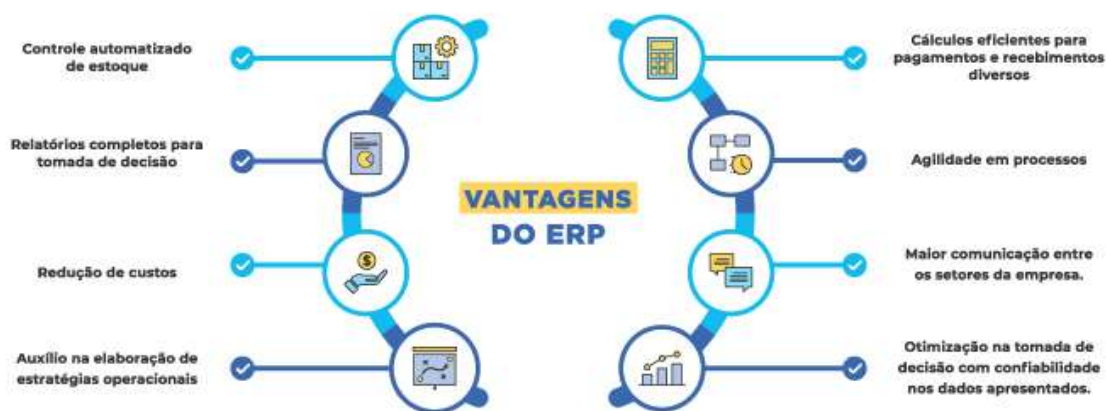 Controle automatizado
de estoque
Relatórios completos para
tomada de decisão
Redução de custos
Auxílio na elaboração de
estratégias operacionais
VANTAGENS
DO ERP
Cálculos eficientes para
pagamentos e recebimentos
diversos
Agilidade em processos
Maior comunicação entre
os setores da empresa.
Otimização na tomada de
decisão com confiabilidade
nos dados apresentados.